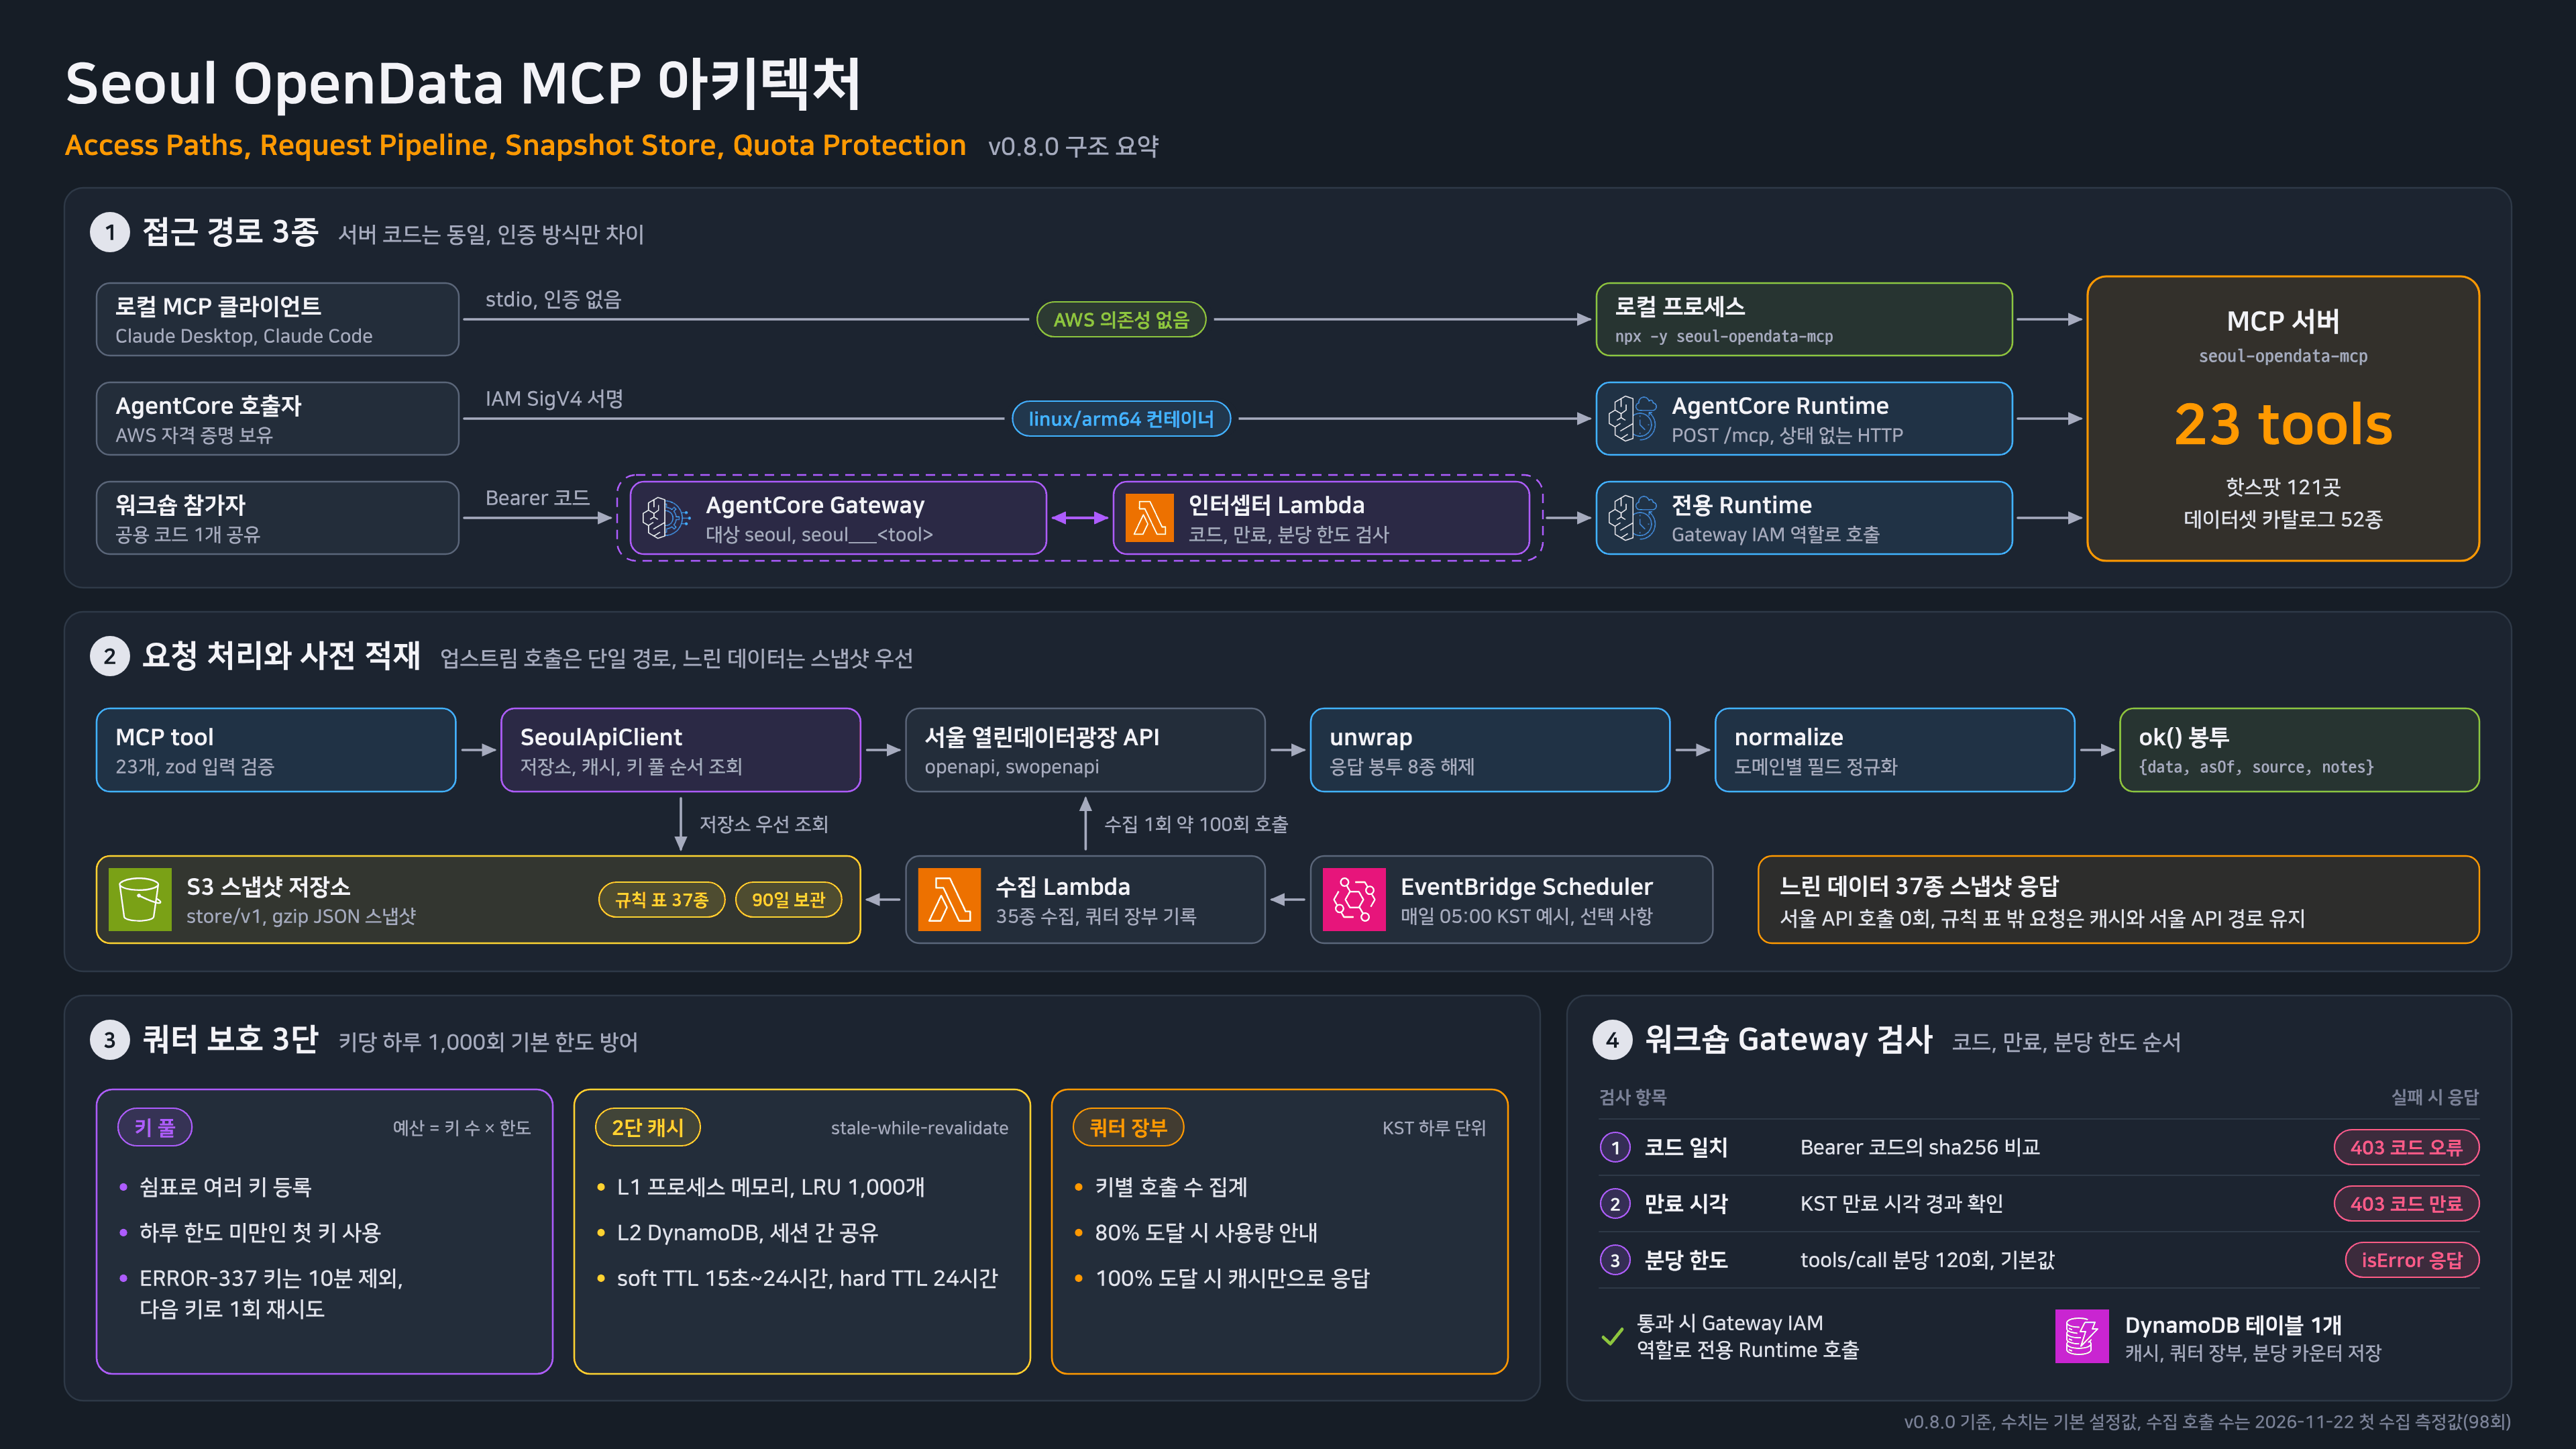 Seoul OpenData MCP 아키텍처
Access Paths, Request Pipeline, Snapshot Store, Quota Protection v0.8.0 구조 요약
1 접근 경로 3종 서버 코드는 동일, 인증 방식만 차이
로컬 MCP 클라이언트
Claude Desktop, Claude Code
stdio, 인증 없음
AWS 의존성 없음
로컬 프로세스
npx -y seoul-opendata-mcp
AgentCore 호출자
AWS 자격 증명 보유
IAM SigV4 서명
linux/arm64 컨테이너
AgentCore Runtime
POST /mcp, 상태 없는 HTTP
워크숍 참가자
공용 코드 1개 공유
Bearer 코드
AgentCore Gateway
대상 seoul, seoul___<tool>
인터셉터 Lambda
코드, 만료, 분당 한도 검사
전용 Runtime
Gateway IAM 역할로 호출
MCP 서버
seoul-opendata-mcp
23 tools
핫스팟 121곳
데이터셋 카탈로그 52종
2 요청 처리와 사전 적재 업스트림 호출은 단일 경로, 느린 데이터는 스냅샷 우선
MCP tool
23개, zod 입력 검증
SeoulApiClient
저장소, 캐시, 키 풀 순서 조회
서울 열린데이터광장 API
openapi, swopenapi
unwrap
응답 봉투 8종 해제
normalize
도메인별 필드 정규화
ok() 봉투
{data, asOf, source, notes}
저장소 우선 조회
수집 1회 약 100회 호출
S3 스냅샷 저장소
store/v1, gzip JSON 스냅샷
규칙 표 37종
90일 보관
수집 Lambda
35종 수집, 쿼터 장부 기록
EventBridge Scheduler
매일 05:00 KST 예시, 선택 사항
느린 데이터 37종 스냅샷 응답
서울 API 호출 0회, 규칙 표 밖 요청은 캐시와 서울 API 경로 유지
3 쿼터 보호 3단 키당 하루 1,000회 기본 한도 방어
키 풀
예산 = 키 수 × 한도
• 쉼표로 여러 키 등록
• 하루 한도 미만인 첫 키 사용
• ERROR-337 키는 10분 제외,
다음 키로 1회 재시도
2단 캐시
stale-while-revalidate
• L1 프로세스 메모리, LRU 1,000개
• L2 DynamoDB, 세션 간 공유
• soft TTL 15초~24시간, hard TTL 24시간
쿼터 장부
KST 하루 단위
• 키별 호출 수 집계
• 80% 도달 시 사용량 안내
• 100% 도달 시 캐시만으로 응답
4 워크숍 Gateway 검사 코드, 만료, 분당 한도 순서
검사 항목 실패 시 응답
1 코드 일치 Bearer 코드의 sha256 비교 403 코드 오류
2 만료 시각 KST 만료 시각 경과 확인 403 코드 만료
3 분당 한도 tools/call 분당 120회, 기본값 isError 응답
통과 시 Gateway IAM
역할로 전용 Runtime 호출
DynamoDB 테이블 1개
캐시, 쿼터 장부, 분당 카운터 저장
v0.8.0 기준, 수치는 기본 설정값, 수집 호출 수는 2026-11-22 첫 수집 측정값(98회)